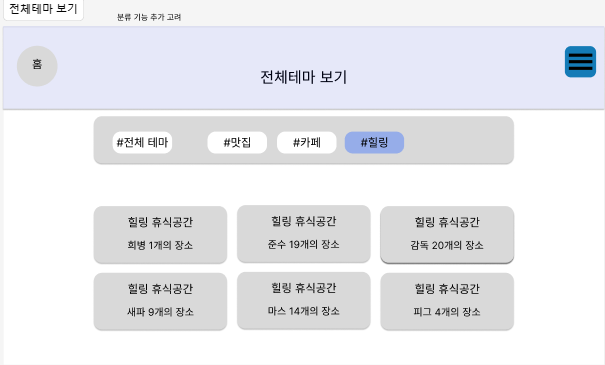 전체테마 보기
분류 기능 추가 고려
홈
전체테마 보기
#전체 테마
#맛집
#카페
#힐링
힐링 휴식공간
희병 1개의 장소
힐링 휴식공간
준수 19개의 장소
힐링 휴식공간
감독 20개의 장소
힐링 휴식공간
새파 9개의 장소
힐링 휴식공간
마스 14개의 장소
힐링 휴식공간
피그 4개의 장소